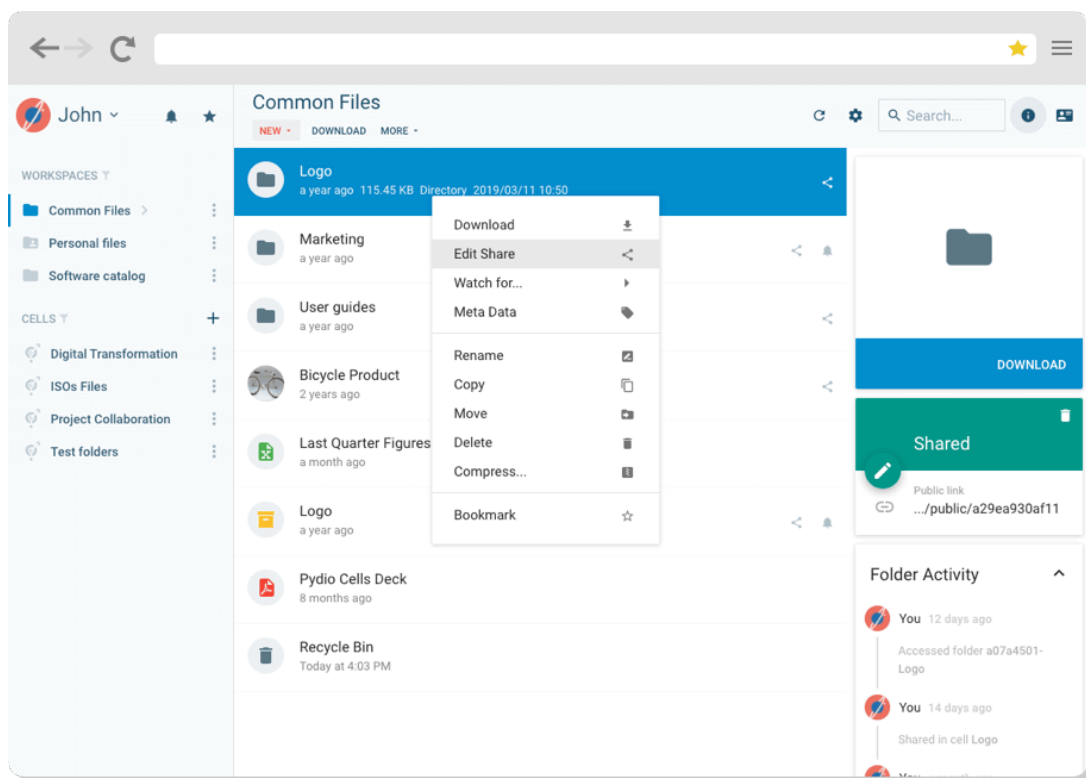 John
WORKSPACES
Common Files
Personal files
Software catalog
CELLS
Digital Transformation
ISOs Files
Project Collaboration
Test folders
Common Files
NEW
DOWNLOAD
MORE
Search...
Logo
a year ago 115.45 KB Directory 2019/03/11 10:50
Marketing
a year ago
User guides
a year ago
Bicycle Product
2 years ago
Last Quarter Figures
a month ago
Logo
a year ago
Pydio Cells Deck
8 months ago
Recycle Bin
Today at 4:03 PM
Download
Edit Share
Watch for...
Meta Data
Rename
Copy
Move
Delete
Compress...
Bookmark
DOWNLOAD
Shared
Public link
.../public/a29ea930af11
Folder Activity
You 12 days ago
Accessed folder a07a4501-
Logo
You 14 days ago
Shared in cell Logo